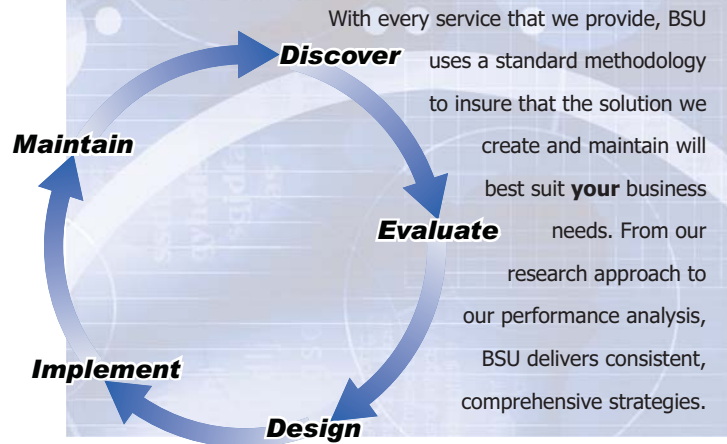 With every service that we provide, BSU
uses a standard methodology
to insure that the solution we
create and maintain will
best suit your business
needs. From our
research approach to
our performance analysis,
BSU delivers consistent,
comprehensive strategies.
Discover
Evaluate
Design
Implement
Maintain